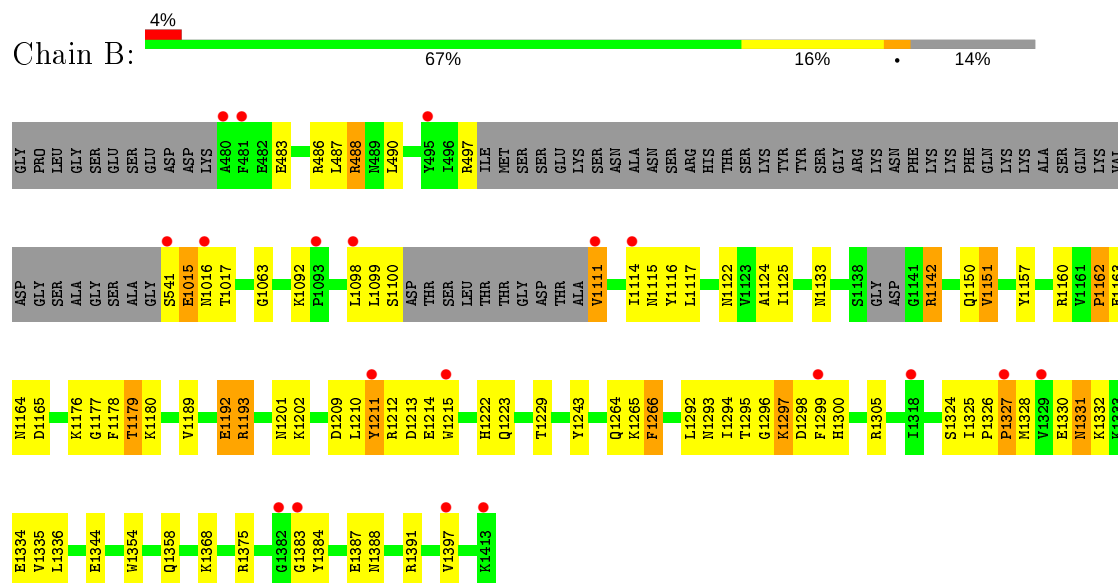 4%
Chain B:
67% 16% • 14%
GLY PRO LEU GLY SER GLU SER GLU ASP ASP LYS A480 F481 E482 E483 R486 L487 R488 N489 L490 Y495 I496 R497 ILE MET SER SER GLU LYS SER ASN ALA ASN SER ARG HIS THR SER LYS TYR TYR SER GLY ARG LYS ASN PHE LYS LYS PHE GLN LYS LYS ALA SER GLN LYS VAL
ASP GLY SER ALA GLY SER ALA GLY S541 E1015 N1016 T1017 G1063 K1092 P1093 L1098 L1099 S1100 ASP THR SER LEU THR THR GLY ASP THR ALA V1111 I1114 N1115 Y1116 L1117 N1122 V1123 A1124 I1125 N1133 S1138 GLY ASP G1141 R1142 Q1150 V1151 Y1157 R1160 V1161 P1162
N1164 D1165 K1176 G1177 F1178 T1179 K1180 V1189 E1192 R1193 N1201 K1202 D1209 L1210 Y1211 R1212 D1213 E1214 W1215 H1222 Q1223 T1229 Y1243 Q1264 K1265 F1266 L1292 N1293 I1294 T1295 G1296 K1297 D1298 F1299 H1300 R1305 I1318 S1324 I1325 P1326 P1327 M1328 V1329 E1330 N1331 K1332
E1334 V1335 L1336 E1344 W1354 Q1358 K1368 R1375 G1382 G1383 Y1384 E1387 N1388 R1391 V1397 K1413